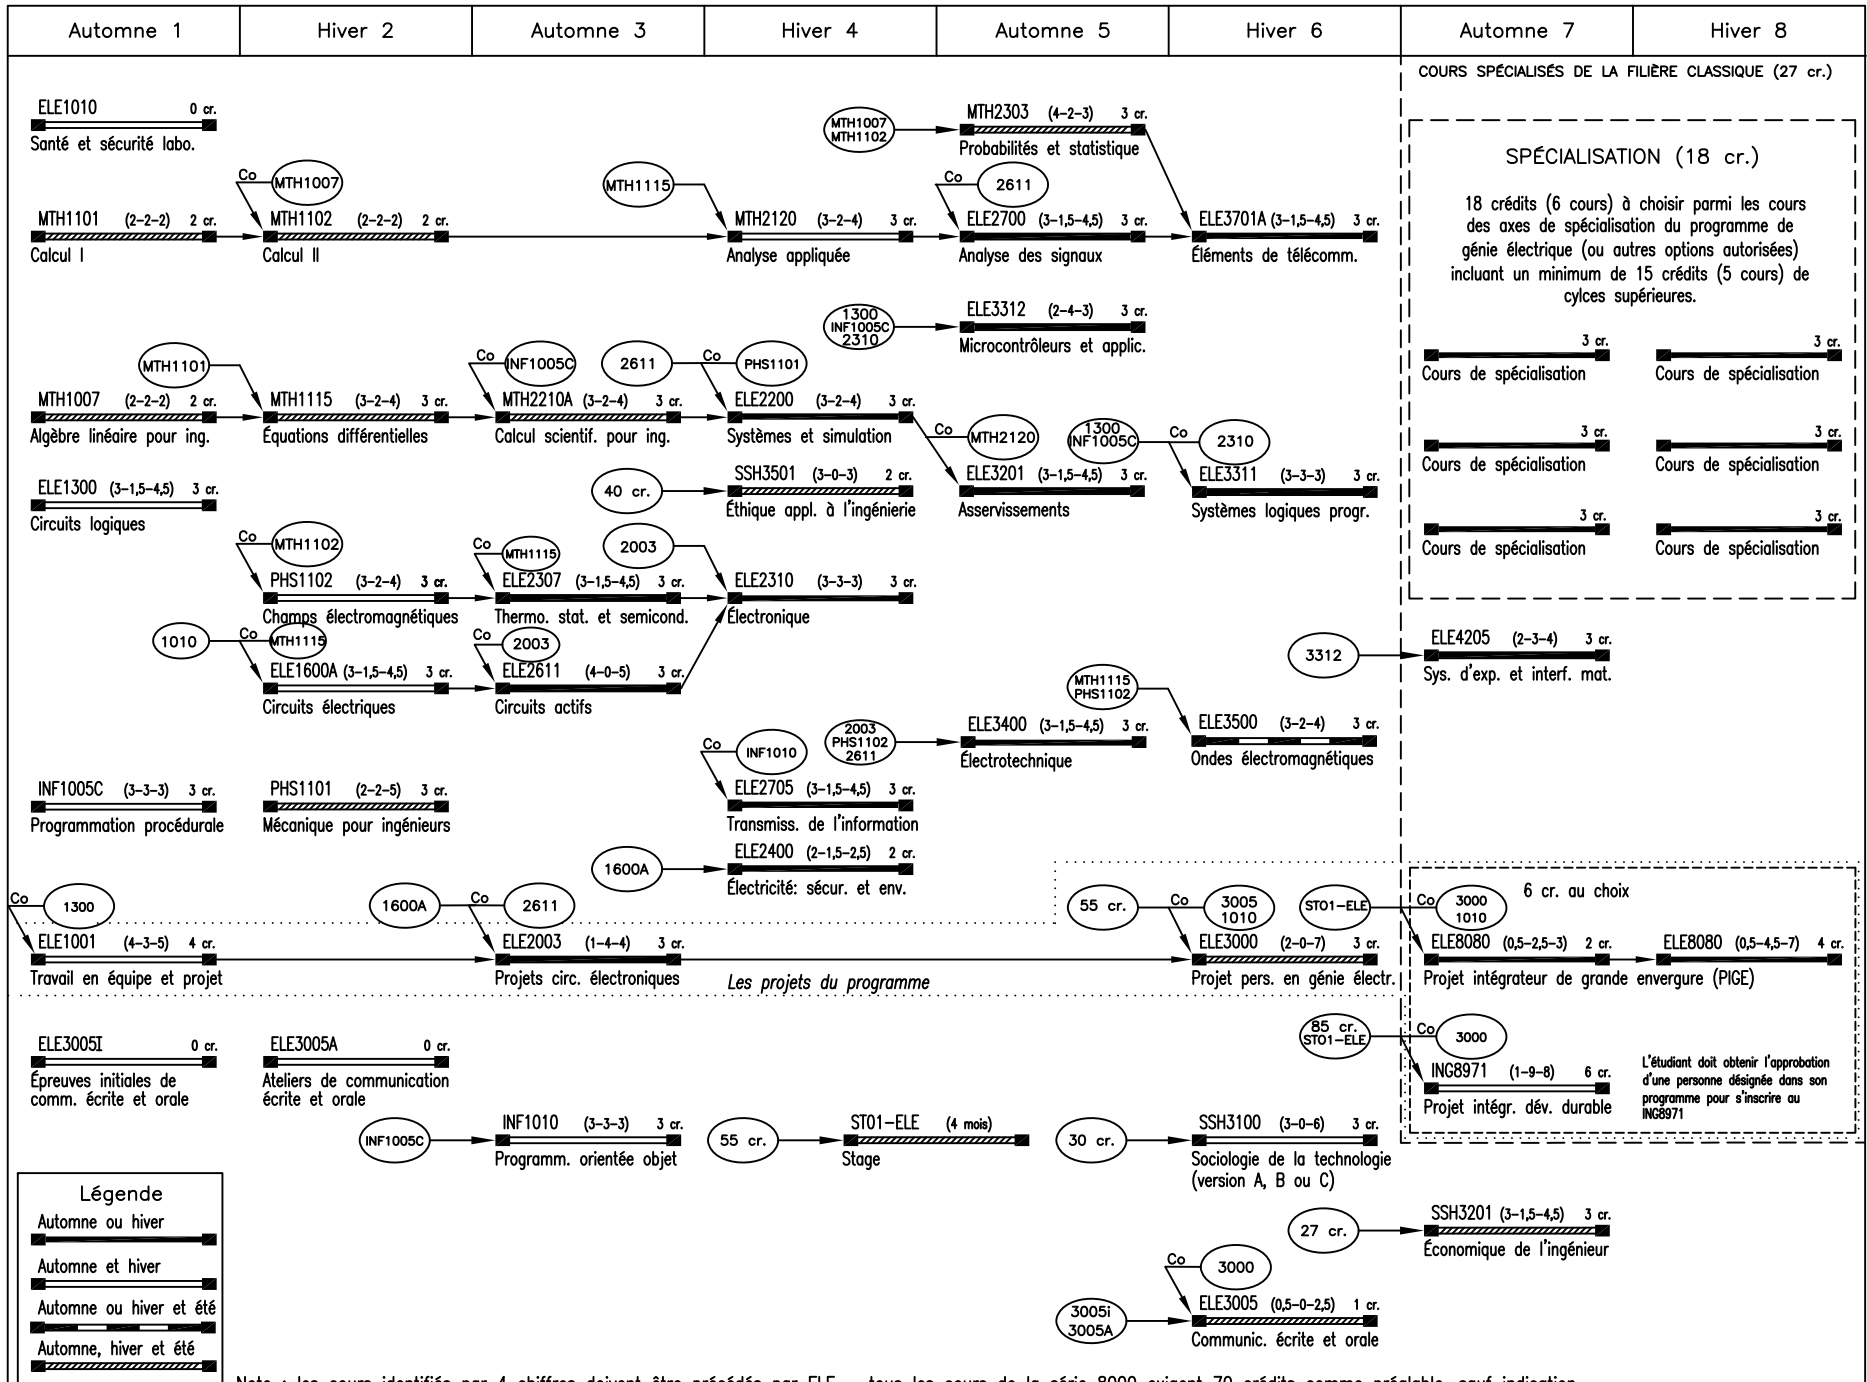 Automne 1
Hiver 2
Automne 3
Hiver 4
Automne 5
Hiver 6
Automne 7
Hiver 8
COURS SPÉCIALISÉS DE LA FILIÈRE CLASSIQUE (27 cr.)
ELE1010 0 cr.
Santé et sécurité labo.
MTH1007
MTH1102
MTH2303 (4-2-3) 3 cr.
Probabilités et statistique
Co
MTH1007
MTH1115
Co
2611
MTH1101 (2-2-2) 2 cr.
Calcul I
MTH1102 (2-2-2) 2 cr.
Calcul II
MTH2120 (3-2-4) 3 cr.
Analyse appliquée
ELE2700 (3-1,5-4,5) 3 cr.
Analyse des signaux
ELE3701A (3-1,5-4,5) 3 cr.
Éléments de télécomm.
SPÉCIALISATION (18 cr.)
18 crédits (6 cours) à choisir parmi les cours
des axes de spécialisation du programme de
génie électrique (ou autres options autorisées)
incluant un minimum de 15 crédits (5 cours) de
cylces supérieures.
3 cr.
Cours de spécialisation
3 cr.
Cours de spécialisation
3 cr.
Cours de spécialisation
3 cr.
Cours de spécialisation
3 cr.
Cours de spécialisation
3 cr.
Cours de spécialisation
1300
INF1005C
2310
ELE3312 (2-4-3) 3 cr.
Microcontrôleurs et applic.
MTH1101
Co
INF1005C
2611
Co
PHS1101
MTH1007 (2-2-2) 2 cr.
Algèbre linéaire pour ing.
MTH1115 (3-2-4) 3 cr.
Équations différentielles
MTH2210A (3-2-4) 3 cr.
Calcul scientif. pour ing.
ELE2200 (3-2-4) 3 cr.
Systèmes et simulation
Co
MTH2120
1300
INF1005C
Co
2310
ELE1300 (3-1,5-4,5) 3 cr.
Circuits logiques
40 cr.
SSH3501 (3-0-3) 2 cr.
Éthique appl. à l'ingénierie
ELE3201 (3-1,5-4,5) 3 cr.
Asservissements
ELE3311 (3-3-3) 3 cr.
Systèmes logiques progr.
Co
MTH1102
Co
MTH1115
2003
PHS1102 (3-2-4) 3 cr.
Champs électromagnétiques
ELE2307 (3-1,5-4,5) 3 cr.
Thermo. stat. et semicond.
ELE2310 (3-3-3) 3 cr.
Électronique
1010
Co
MTH1115
Co
2003
3312
ELE4205 (2-3-4) 3 cr.
Sys. d'exp. et interf. mat.
ELE1600A (3-1,5-4,5) 3 cr.
Circuits électriques
ELE2611 (4-0-5) 3 cr.
Circuits actifs
MTH1115
PHS1102
Co
INF1010
2003
PHS1102
2611
ELE3400 (3-1,5-4,5) 3 cr.
Électrotechnique
ELE3500 (3-2-4) 3 cr.
Ondes électromagnétiques
INF1005C (3-3-3) 3 cr.
Programmation procédurale
PHS1101 (2-2-5) 3 cr.
Mécanique pour ingénieurs
ELE2705 (3-1,5-4,5) 3 cr.
Transmiss. de l'information
1600A
ELE2400 (2-1,5-2,5) 2 cr.
Électricité: sécur. et env.
Co
1300
1600A
Co
2611
55 cr.
Co
3005
1010
ST01-ELE
Co
3000
1010
6 cr. au choix
ELE1001 (4-3-5) 4 cr.
Travail en équipe et projet
ELE2003 (1-4-4) 3 cr.
Projets circ. électroniques
Les projets du programme
ELE3000 (2-0-7) 3 cr.
Projet pers. en génie électr.
ELE8080 (0,5-2,5-3) 2 cr.
ELE8080 (0,5-4,5-7) 4 cr.
Projet intégrateur de grande envergure (PIGE)
ELE3005I 0 cr.
Épreuves initiales de
comm. écrite et orale
ELE3005A 0 cr.
Ateliers de communication
écrite et orale
85 cr.
ST01-ELE
Co
3000
ING8971 (1-9-8) 6 cr.
Projet intégr. dév. durable
L'étudiant doit obtenir l'approbation
d'une personne désignée dans son
programme pour s'inscrire au
ING8971
INF1005C
INF1010 (3-3-3) 3 cr.
Programm. orientée objet
55 cr.
ST01-ELE (4 mois)
Stage
30 cr.
SSH3100 (3-0-6) 3 cr.
Sociologie de la technologie
(version A, B ou C)
27 cr.
SSH3201 (3-1,5-4,5) 3 cr.
Économique de l'ingénieur
Co
3000
3005i
3005A
ELE3005 (0,5-0-2,5) 1 cr.
Communic. écrite et orale
Légende
Automne ou hiver
Automne et hiver
Automne ou hiver et été
Automne, hiver et été